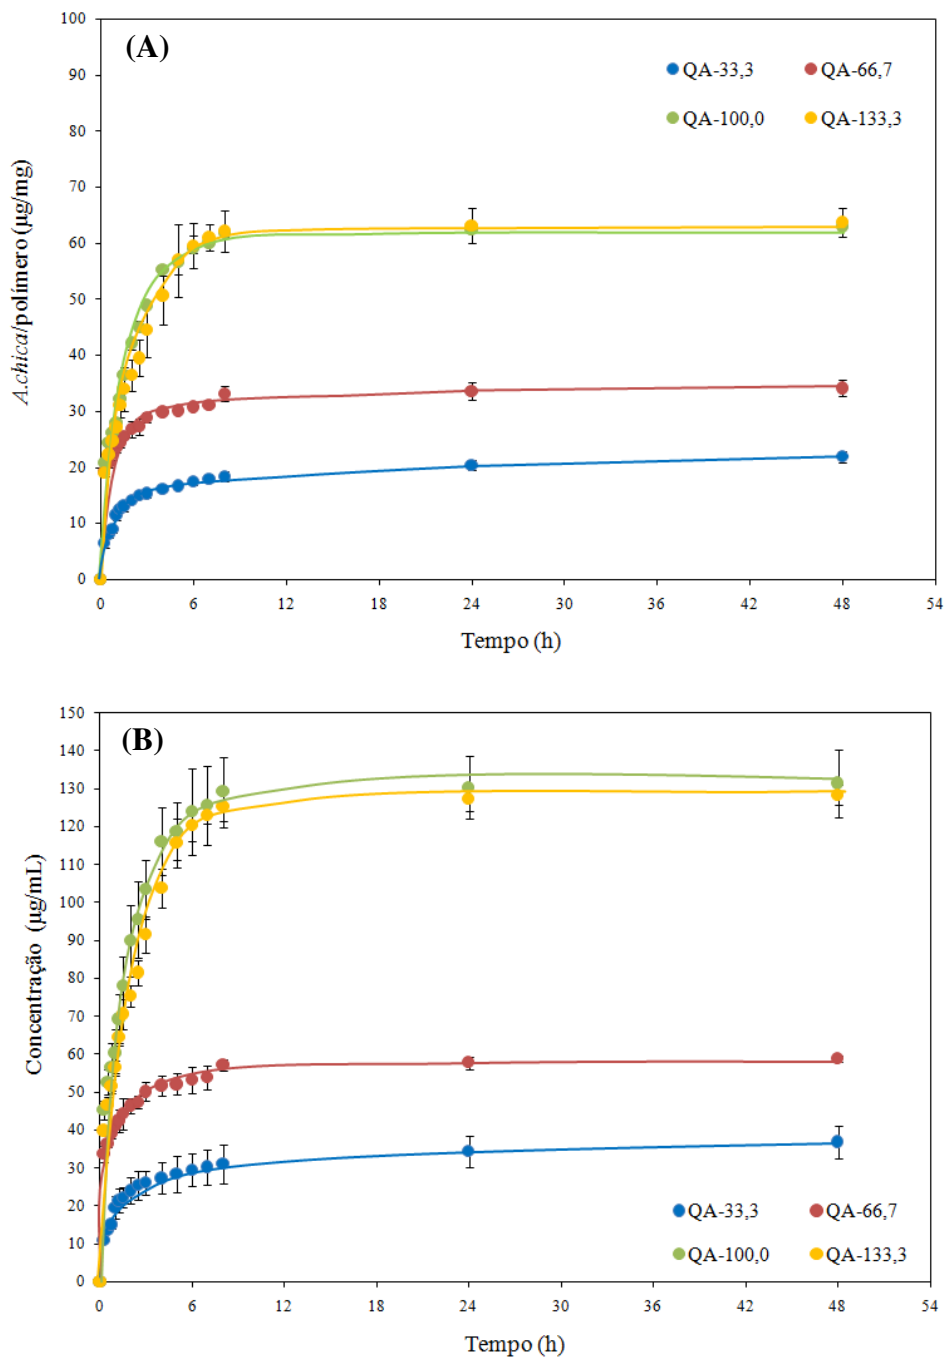 (A)
QA-33,3
QA-66,7
QA-100,0
QA-133,3
A.chica/polímero (µg/mg)
100
90
80
70
60
50
40
30
20
10
0
0 6 12 18 24 30 36 42 48 54
Tempo (h)
(B)
Concentração (µg/mL)
150
140
130
120
110
100
90
80
70
60
50
40
30
20
10
0
QA-33,3
QA-66,7
QA-100,0
QA-133,3
0 6 12 18 24 30 36 42 48 54
Tempo (h)